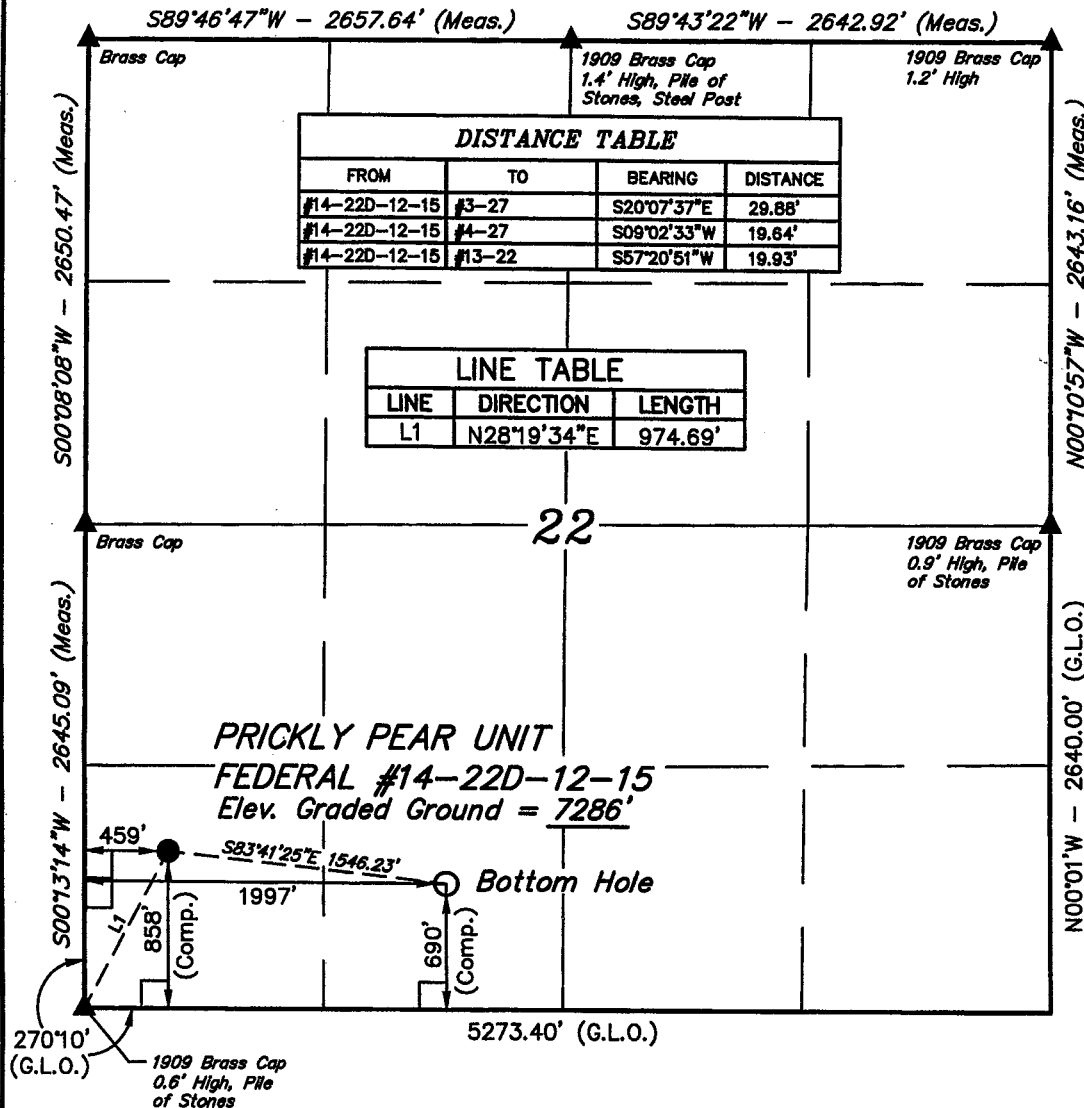 S89°46'47"W – 2657.64' (Meas.)
S89°43'22"W – 2642.92' (Meas.)
Brass Cap
1909 Brass Cap
1.4' High, Pile of
Stones, Steel Post
1909 Brass Cap
1.2' High
S00°08'08"W – 2650.47' (Meas.)
N00°10'57"W – 2643.16' (Meas.)
DISTANCE TABLE
FROM TO BEARING DISTANCE
#14-22D-12-15 #3-27 S20°07'37"E 29.88'
#14-22D-12-15 #4-27 S09°02'33"W 19.64'
#14-22D-12-15 #13-22 S57°20'51"W 19.93'
LINE TABLE
LINE DIRECTION LENGTH
L1 N28°19'34"E 974.69'
22
Brass Cap
1909 Brass Cap
0.9' High, Pile
of Stones
S00°13'14"W – 2645.09' (Meas.)
N00°01'W – 2640.00' (G.L.O.)
PRICKLY PEAR UNIT
FEDERAL #14-22D-12-15
Elev. Graded Ground = 7286'
459'
S83°41'25"E 1546.23'
1997'
Bottom Hole
L1
858'
(Comp.)
690'
(Comp.)
270°10'
(G.L.O.)
5273.40' (G.L.O.)
1909 Brass Cap
0.6' High, Pile
of Stones